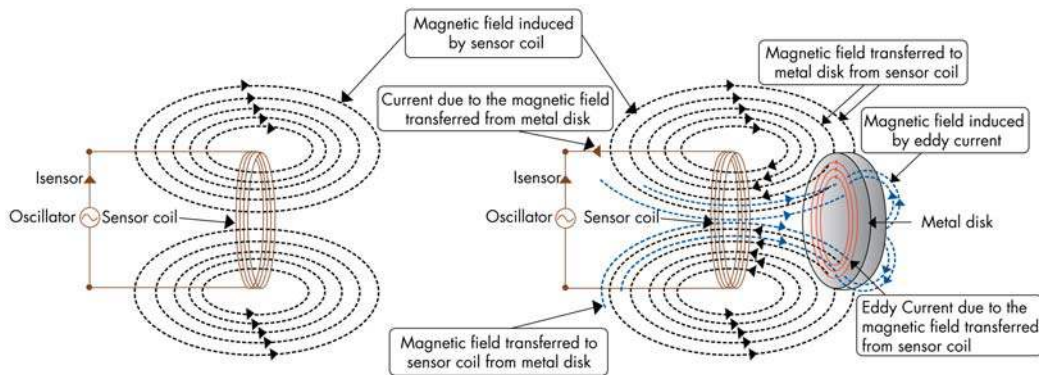 Magnetic field induced
by sensor coil
Isensor
Oscillator
Sensor coil
Current due to the magnetic field
transferred from metal disk
Magnetic field transferred to
metal disk from sensor coil
Magnetic field induced
by eddy current
Isensor
Oscillator
Sensor coil
Metal disk
Magnetic field transferred to
sensor coil from metal disk
Eddy Current due to the
magnetic field transferred
from sensor coil